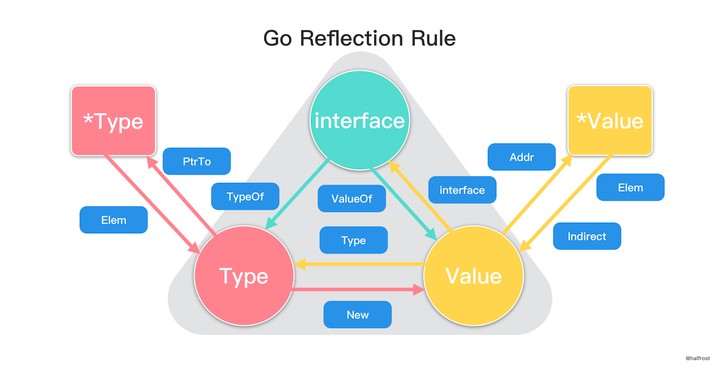 Go Reflection Rule
interface
*Type
*Value
PtrTo
Addr
TypeOf
ValueOf
interface
Elem
Elem
Type
Indirect
Type
Value
New
@halfrost